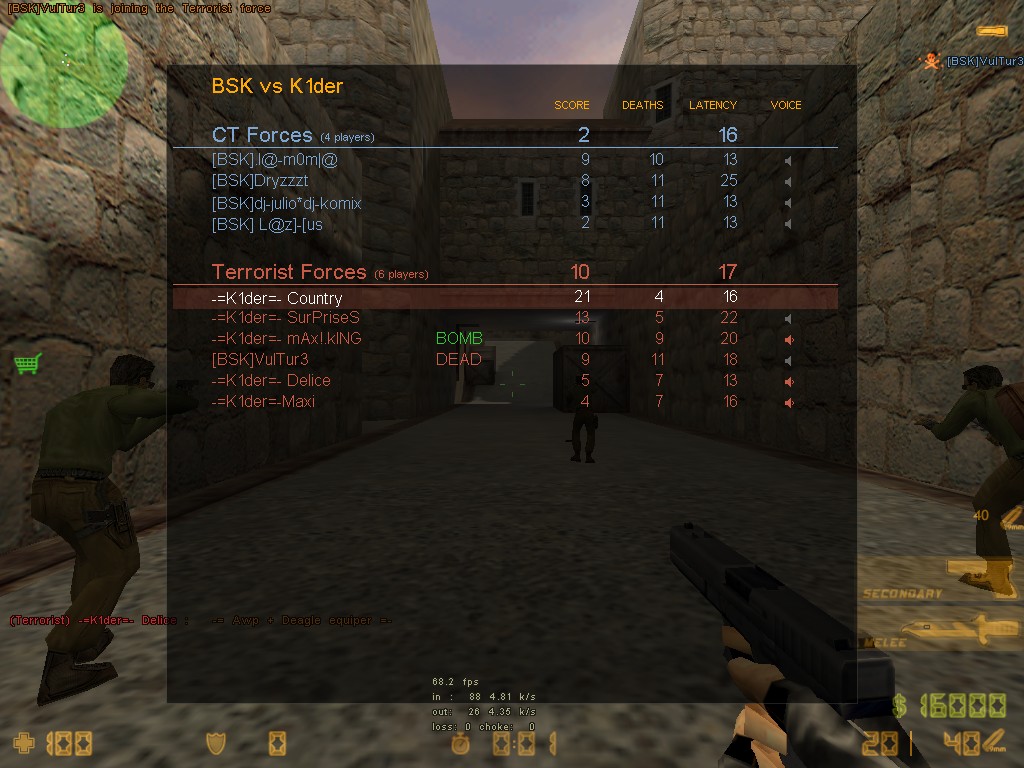 [BSK]VulTur3 is joining the Terrorist force
[BSK]VulTur3
BSK vs K1der
SCORE DEATHS LATENCY VOICE
CT Forces (4 players) 2 16
[BSK].l@-m0m|@ 9 10 13
[BSK]Dryzzzt 8 11 25
[BSK]dj-julio*dj-komix 3 11 13
[BSK] L@z]-[us 2 11 13
Terrorist Forces (6 players) 10 17
-=K1der=- Country 21 4 16
-=K1der=- SurPriseS 13 5 22
-=K1der=- mAxI.kING BOMB 10 9 20
[BSK]VulTur3 DEAD 9 11 18
-=K1der=- Delice 5 7 13
-=K1der=-Maxi 4 7 16
40 9mm
SECONDARY
(Terrorist) -=K1der=- Delice : -= Awp + Deagle equiper =-
MELEE
68.2 fps
in : 88 4.81 k/s
out: 26 4.35 k/s
loss: 0 choke: 0
$ 16000
100 0 0:01 20 | 40 9mm